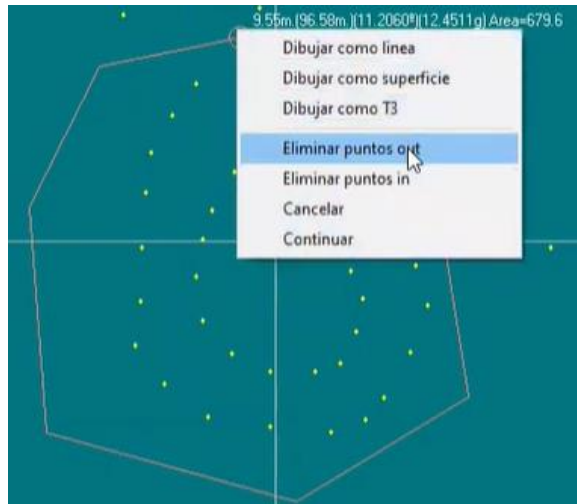 9.55m.(96.58m.)(11.2060º)(12.4511g) Area=679.6
Dibujar como linea
Dibujar como superficie
Dibujar como T3
Eliminar puntos out
Eliminar puntos in
Cancelar
Continuar